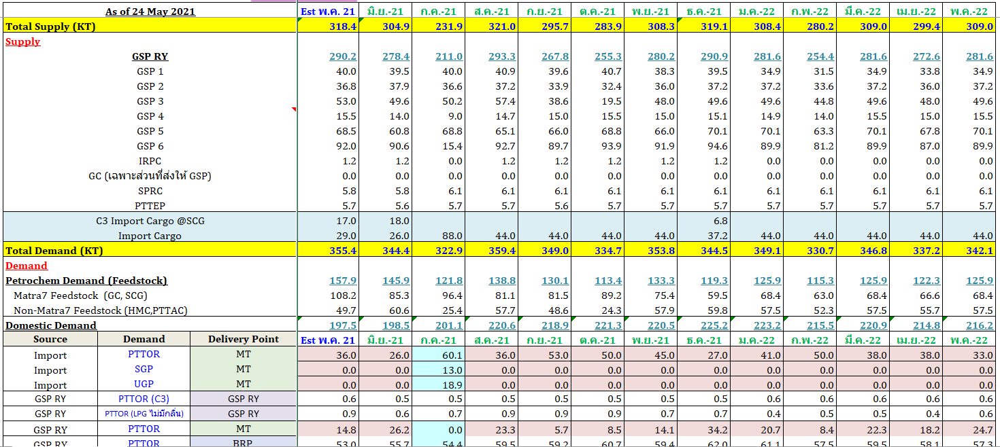 As of 24 May 2021 Est พ.ค. 21 มิ.ย.-21 ก.ค.-21 ส.ค.-21 ก.ย.-21 ต.ค.-21 พ.ย.-21 ธ.ค.-21 ม.ค.-22 ก.พ.-22 มี.ค.-22 เม.ย.-22 พ.ค.-22
Total Supply (KT) 318.4 304.9 231.9 321.0 295.7 283.9 308.3 319.1 308.4 280.2 309.0 299.4 309.0
Supply
GSP RY 290.2 278.4 211.0 293.3 267.8 255.3 280.2 290.9 281.6 254.4 281.6 272.6 281.6
GSP 1 40.0 39.5 40.0 40.9 39.6 40.7 38.3 39.5 34.9 31.5 34.9 33.8 34.9
GSP 2 36.8 37.9 36.6 37.2 33.9 32.4 36.0 37.2 37.2 33.6 37.2 36.0 37.2
GSP 3 53.0 49.6 50.2 57.4 38.6 19.5 48.0 49.6 49.6 44.8 49.6 48.0 49.6
GSP 4 15.5 14.0 9.0 14.7 15.0 15.5 15.0 15.1 14.9 14.0 15.5 15.0 15.5
GSP 5 68.5 60.8 68.8 65.1 66.0 68.8 66.0 70.1 70.1 63.3 70.1 67.8 70.1
GSP 6 92.0 90.6 15.4 92.7 89.7 93.9 91.9 94.6 89.9 81.2 89.9 87.0 89.9
IRPC 1.2 1.2 0.0 1.2 1.2 1.2 1.2 1.2 0.0 0.0 0.0 0.0 0.0
GC (เฉพาะส่วนที่ส่งให้ GSP) 0.0 0.0 0.0 0.0 0.0 0.0 0.0 0.0 0.0 0.0 0.0 0.0 0.0
SPRC 5.8 5.8 6.1 6.1 6.1 6.1 6.1 6.1 6.1 6.1 6.1 6.1 6.1
PTTEP 5.7 5.6 5.7 5.7 5.6 5.7 5.7 5.7 5.7 5.7 5.7 5.7 5.7
C3 Import Cargo @SCG 17.0 18.0 6.8
Import Cargo 29.0 26.0 88.0 44.0 44.0 44.0 44.0 37.2 44.0 44.0 44.0 44.0 44.0
Total Demand (KT) 355.4 344.4 322.9 359.4 349.0 334.7 353.8 344.5 349.1 330.7 346.8 337.2 342.1
Demand
Petrochem Demand (Feedstock) 157.9 145.9 121.8 138.8 130.1 113.4 133.3 119.3 125.9 115.3 125.9 122.3 125.9
Matra7 Feedstock (GC, SCG) 108.2 85.3 96.4 81.1 81.5 89.2 75.4 59.5 68.4 63.0 68.4 66.6 68.4
Non-Matra7 Feedstock (HMC,PTTAC) 49.7 60.6 25.4 57.7 48.6 24.3 57.9 59.8 57.5 52.3 57.5 55.7 57.5
Domestic Demand 197.5 198.5 201.1 220.6 218.9 221.3 220.5 225.2 223.2 215.5 220.9 214.8 216.2
Source Demand Delivery Point Est พ.ค. 21 มิ.ย.-21 ก.ค.-21 ส.ค.-21 ก.ย.-21 ต.ค.-21 พ.ย.-21 ธ.ค.-21 ม.ค.-22 ก.พ.-22 มี.ค.-22 เม.ย.-22 พ.ค.-22
Import PTTOR MT 36.0 26.0 60.1 36.0 53.0 50.0 45.0 27.0 41.0 50.0 38.0 38.0 33.0
Import SGP MT 0.0 0.0 13.0 0.0 0.0 0.0 0.0 0.0 0.0 0.0 0.0 0.0 0.0
Import UGP MT 0.0 0.0 18.9 0.0 0.0 0.0 0.0 0.0 0.0 0.0 0.0 0.0 0.0
GSP RY PTTOR (C3) GSP RY 0.6 0.5 0.5 0.5 0.5 0.5 0.5 0.6 0.6 0.6 0.6 0.6 0.6
GSP RY PTTOR (LPG ไม่มีกลิ่น) GSP RY 0.9 0.6 0.7 0.9 0.9 0.9 0.7 0.7 0.4 0.5 0.5 0.4 0.6
GSP RY PTTOR MT 14.8 26.2 0.0 23.3 5.7 8.5 14.1 34.2 20.7 8.4 22.3 18.2 24.7
GSP RY PTTOR BRP 53.0 55.7 54.4 59.5 59.2 60.7 59.4 62.0 61.1 57.5 59.5 58.1 57.3